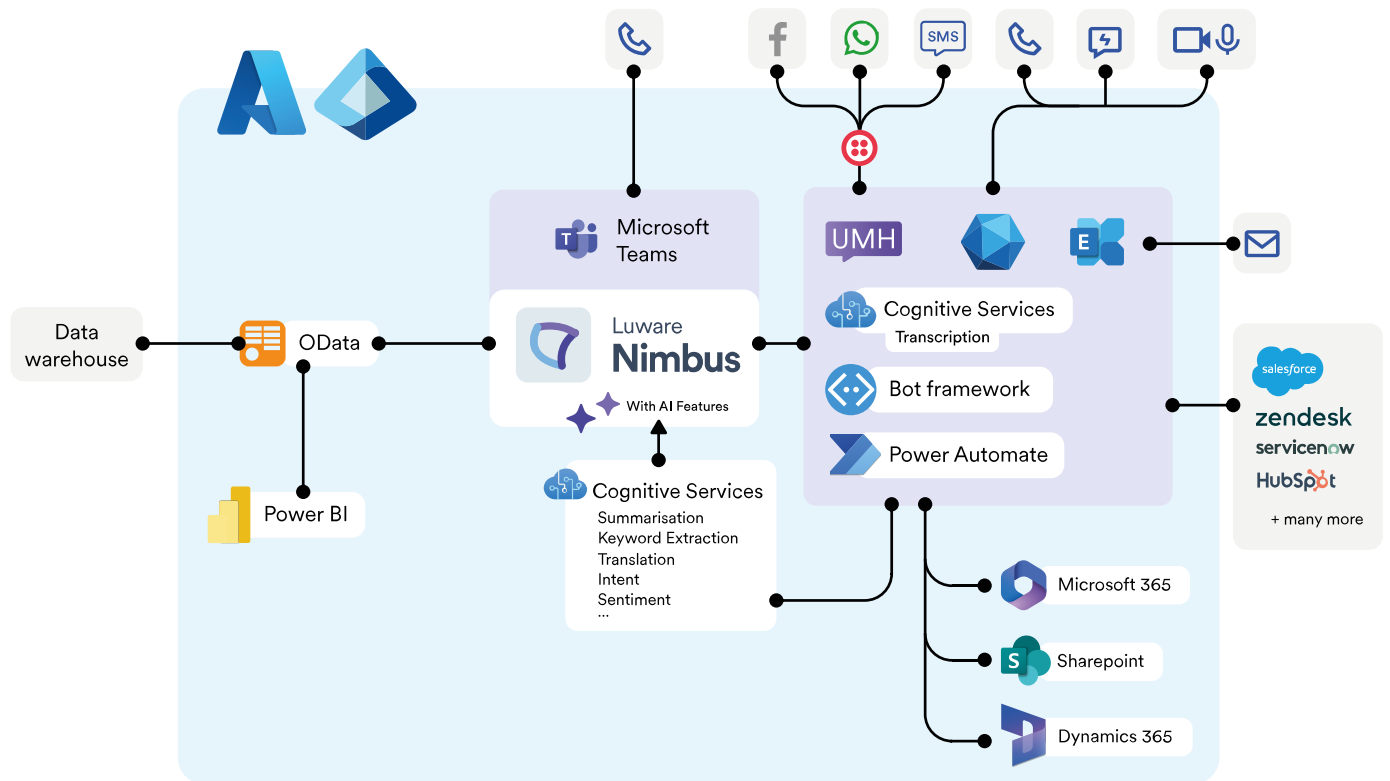 f
SMS
Microsoft
Teams
T
UMH
E
Data
warehouse
OData
Luware
Nimbus
With AI Features
Cognitive Services
Transcription
Bot framework
Power Automate
salesforce
zendesk
servicenow
HubSpot
+ many more
Power BI
Cognitive Services
Summarisation
Keyword Extraction
Translation
Intent
Sentiment
...
Microsoft 365
S
Sharepoint
Dynamics 365